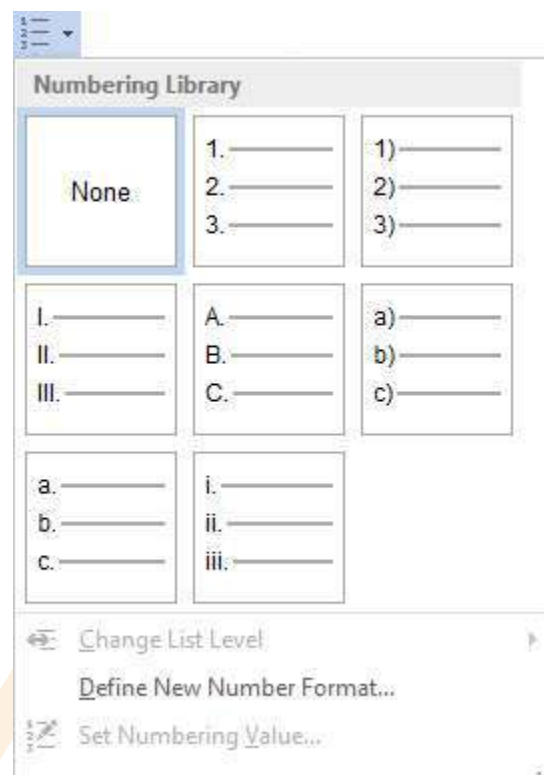 Numbering Library
None
1.
2.
3.
1)
2)
3)
I.
II.
III.
A.
B.
C.
a)
b)
c)
a.
b.
c.
i.
ii.
iii.
Change List Level
Define New Number Format...
Set Numbering Value...